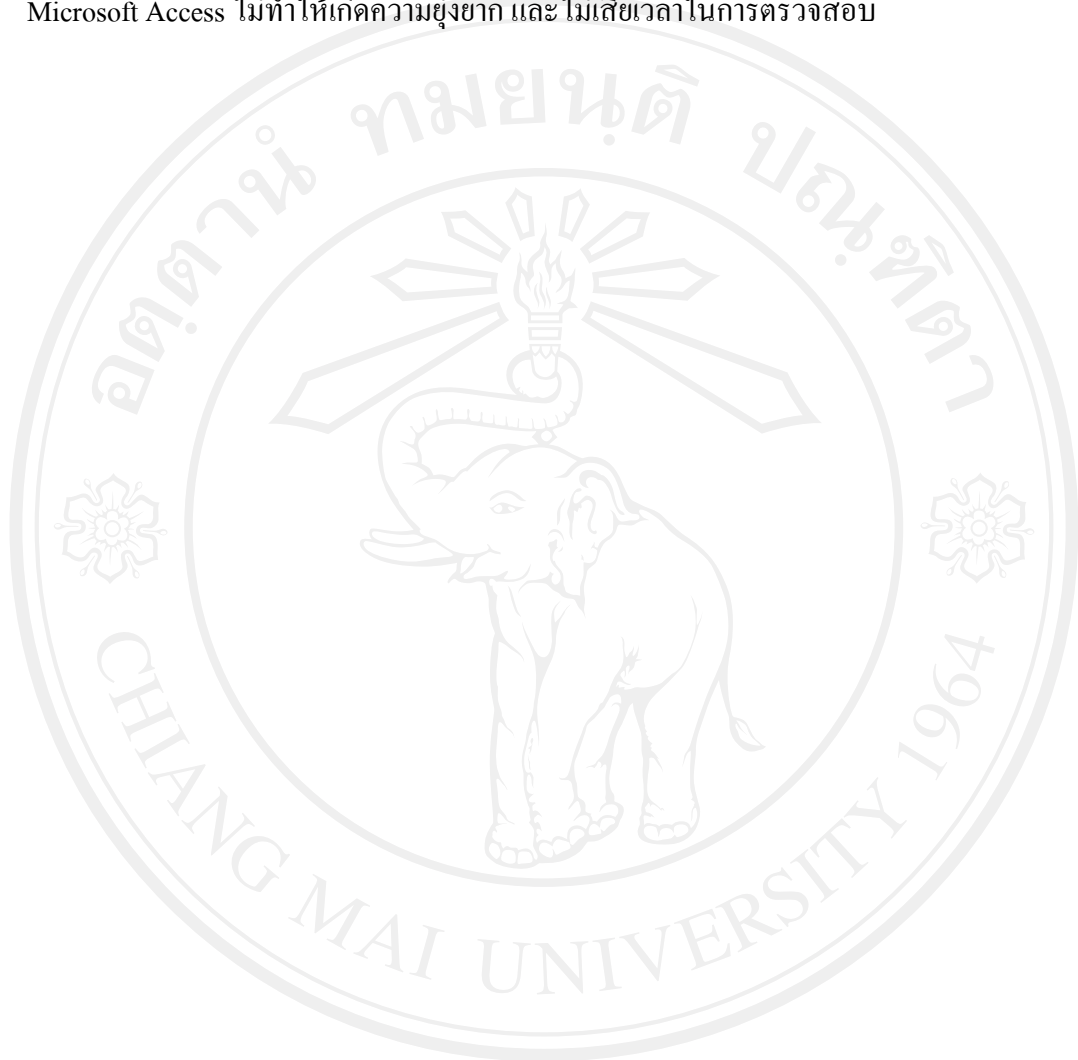 Microsoft Access ไม่ทำให้เกิดความยุ่งยาก และไม่เสียเวลาในการตรวจสอบ
อตฺตานํ ทมยนฺติ ปณฺฑิตา
CHIANG MAI UNIVERSITY 1964